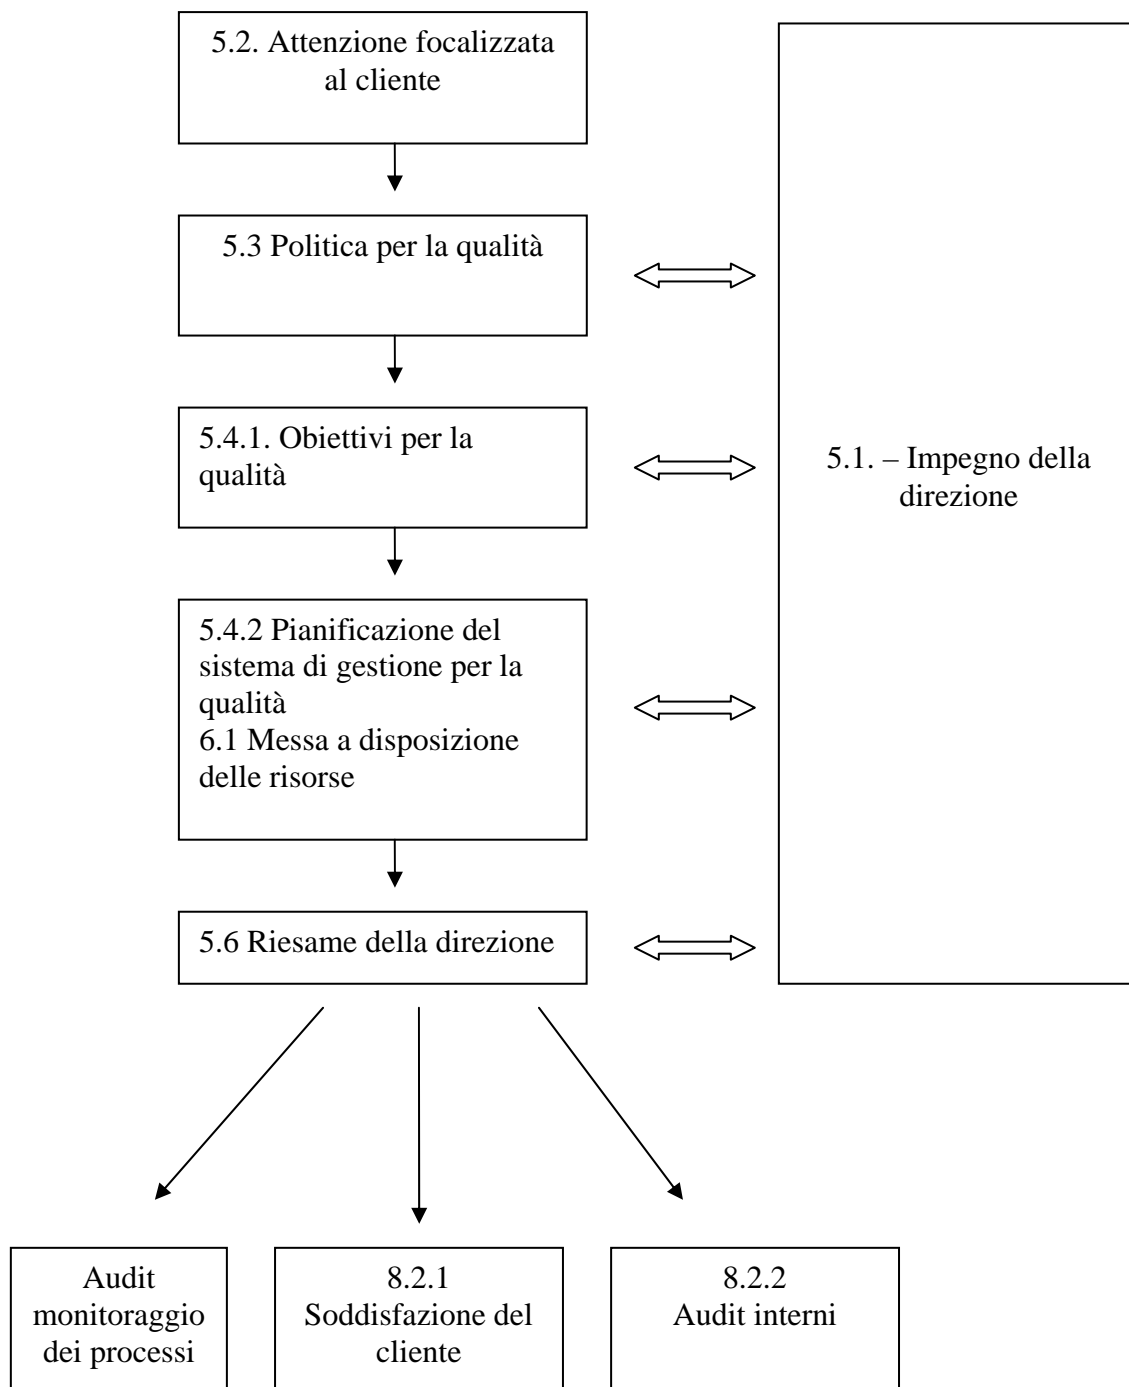 5.2. Attenzione focalizzata
al cliente
5.3 Politica per la qualità
5.4.1. Obiettivi per la
qualità
5.4.2 Pianificazione del
sistema di gestione per la
qualità
6.1 Messa a disposizione
delle risorse
5.6 Riesame della direzione
5.1. – Impegno della
direzione
Audit
monitoraggio
dei processi
8.2.1
Soddisfazione del
cliente
8.2.2
Audit interni